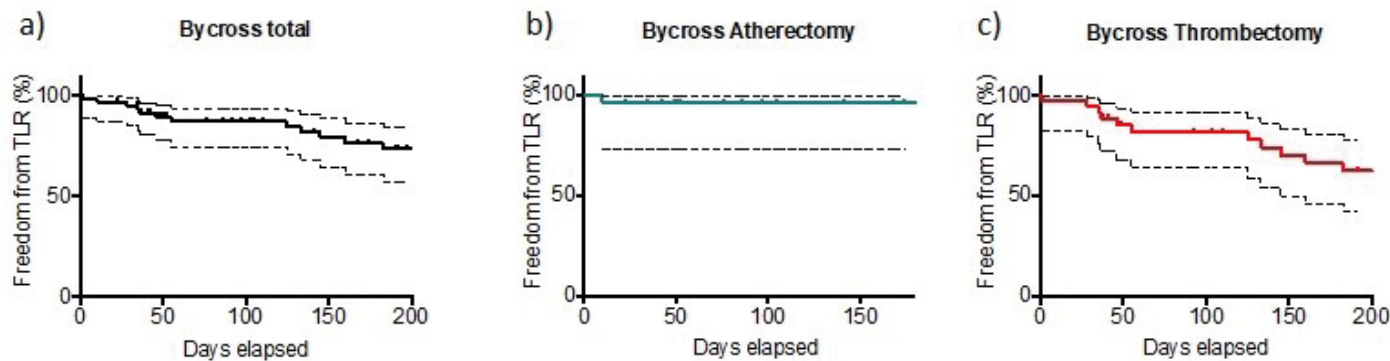 a)
Bycross total
Freedom from TLR (%)
100
50
0
0 50 100 150 200
Days elapsed
b)
Bycross Atherectomy
Freedom from TLR (%)
100
50
0
0 50 100 150
Days elapsed
c)
Bycross Thrombectomy
Freedom from TLR (%)
100
50
0
0 50 100 150 200
Days elapsed